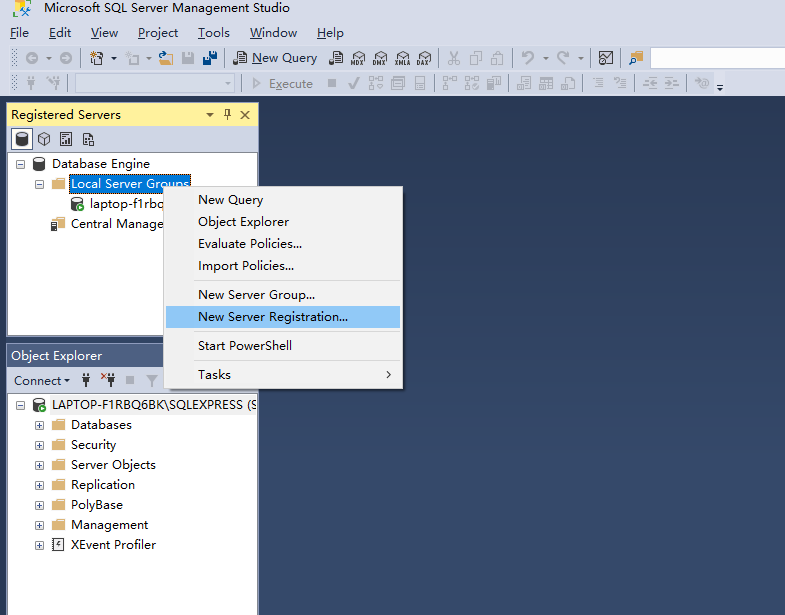 Microsoft SQL Server Management Studio
File Edit View Project Tools Window Help
New Query MDX DMX XMLA DAX
Execute
Registered Servers
Database Engine
Local Server Groups
laptop-f1rbq
Central Manage
New Query
Object Explorer
Evaluate Policies...
Import Policies...
New Server Group...
New Server Registration...
Start PowerShell
Tasks
Object Explorer
Connect
LAPTOP-F1RBQ6BK\SQLEXPRESS (S
Databases
Security
Server Objects
Replication
PolyBase
Management
XEvent Profiler